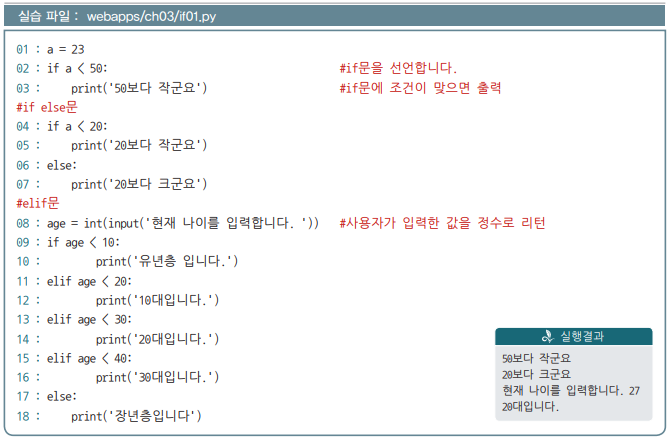 실습 파일 : webapps/ch03/if01.py
01 : a = 23
02 : if a < 50: #if문을 선언합니다.
03 : print('50보다 작군요') #if문에 조건이 맞으면 출력
#if else문
04 : if a < 20:
05 : print('20보다 작군요')
06 : else:
07 : print('20보다 크군요')
#elif문
08 : age = int(input('현재 나이를 입력합니다. ')) #사용자가 입력한 값을 정수로 리턴
09 : if age < 10:
10 : print('유년층 입니다.')
11 : elif age < 20:
12 : print('10대입니다.')
13 : elif age < 30:
14 : print('20대입니다.')
15 : elif age < 40:
16 : print('30대입니다.')
17 : else:
18 : print('장년층입니다')
실행결과
50보다 작군요
20보다 크군요
현재 나이를 입력합니다. 27
20대입니다.